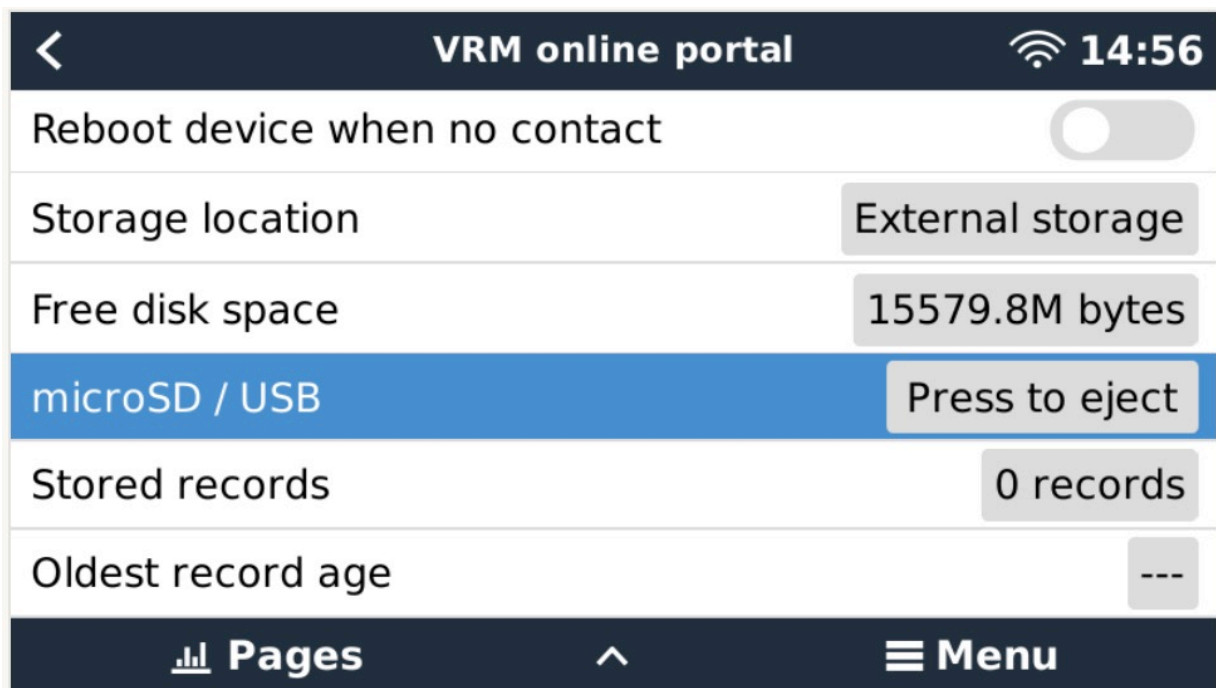 VRM online portal 14:56
Reboot device when no contact
Storage location External storage
Free disk space 15579.8M bytes
microSD / USB Press to eject
Stored records 0 records
Oldest record age ---
Pages Menu